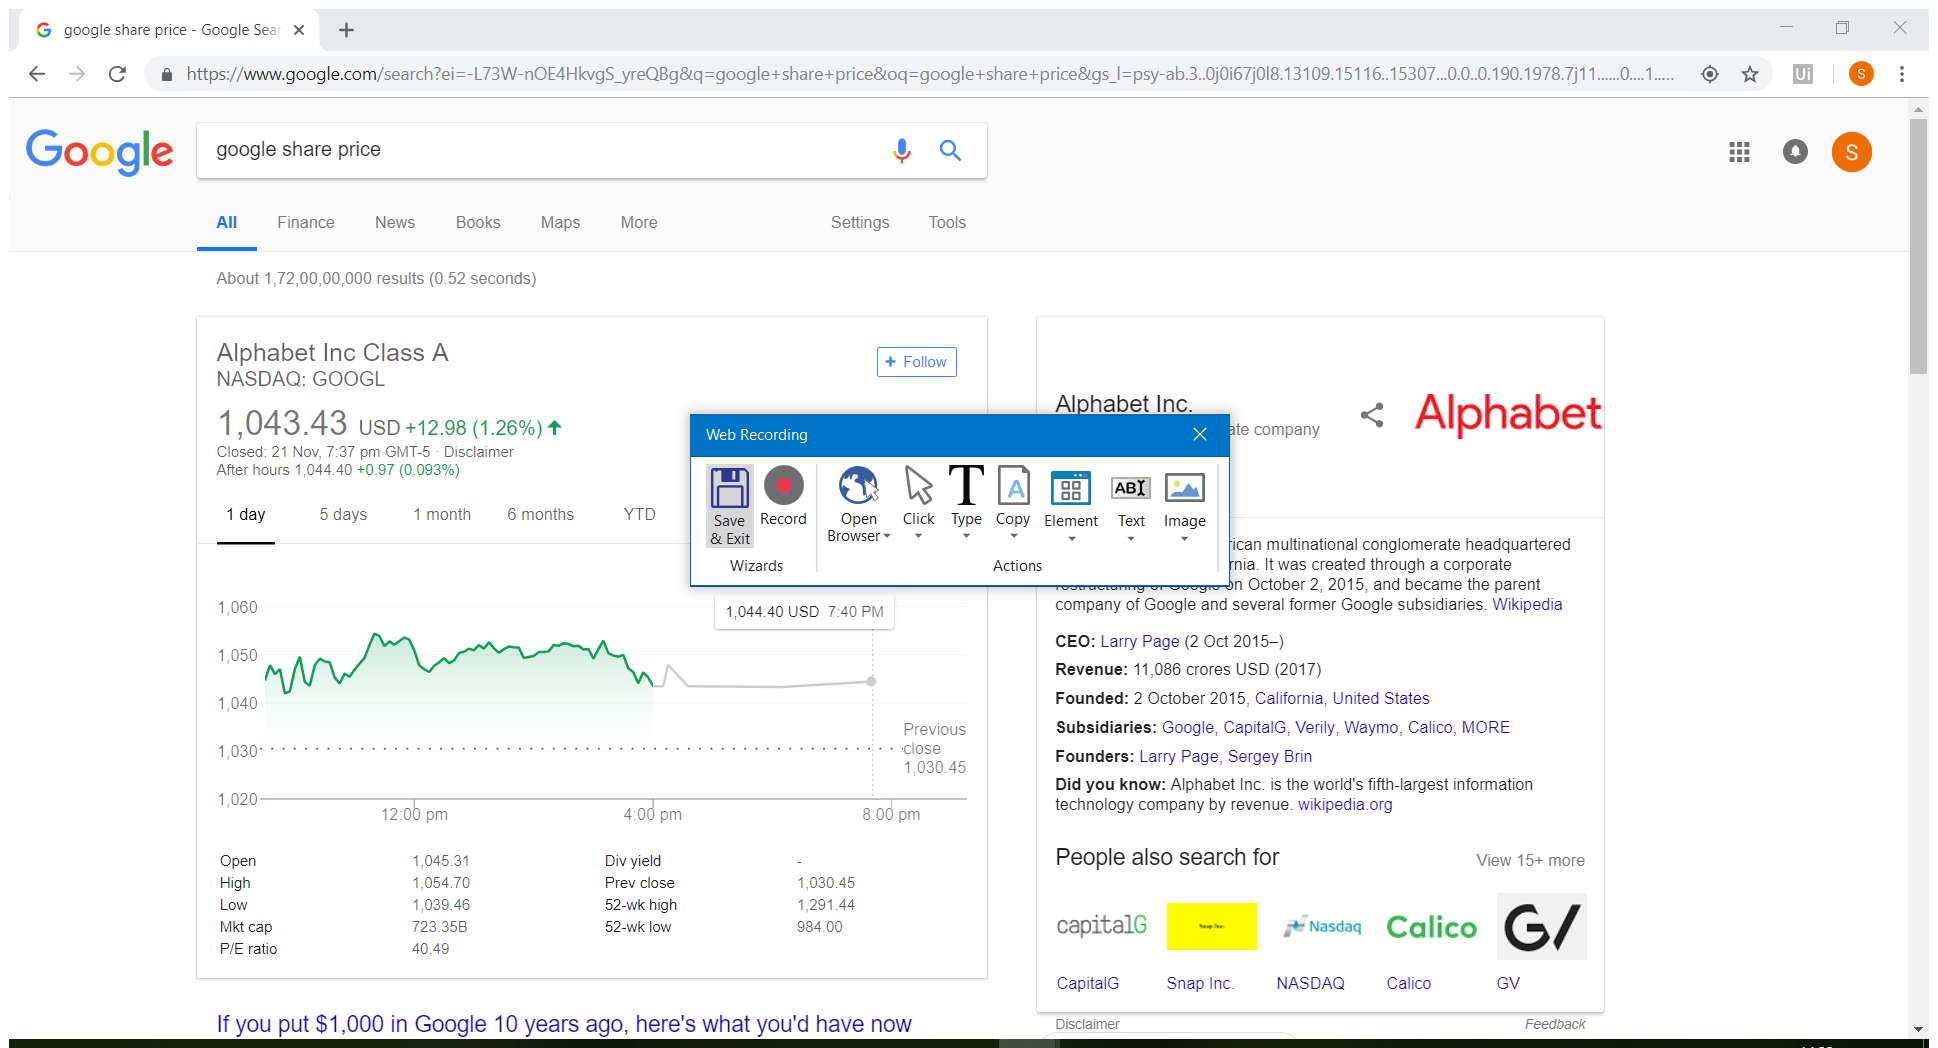 google share price - Google Sear
https://www.google.com/search?ei=-L73W-nOE4HkvgS_yreQBg&q=google+share+price&oq=google+share+price&gs_l=psy-ab.3..0j0i67j0l8.13109.15116..15307...0.0..0.190.1978.7j11......0....1.....
Ui
S
Google
google share price
S
All Finance News Books Maps More Settings Tools
About 1,72,00,00,000 results (0.52 seconds)
Alphabet Inc Class A
NASDAQ: GOOGL
+ Follow
1,043.43 USD +12.98 (1.26%)
Closed: 21 Nov, 7:37 pm GMT-5 · Disclaimer
After hours 1,044.40 +0.97 (0.093%)
1 day 5 days 1 month 6 months YTD
1,044.40 USD 7:40 PM
1,060
1,050
1,040
1,030
1,020
Previous
close
1,030.45
12:00 pm 4:00 pm 8:00 pm
Open 1,045.31 Div yield -
High 1,054.70 Prev close 1,030.45
Low 1,039.46 52-wk high 1,291.44
Mkt cap 723.35B 52-wk low 984.00
P/E ratio 40.49
If you put $1,000 in Google 10 years ago, here's what you'd have now
Web Recording
Save
& Exit
Record
Open
Browser
Click
Type
Copy
Element
Text
Image
A
ABI
Wizards
Actions
Alphabet Inc.
ate company
Alphabet
rican multinational conglomerate headquartered
rnia. It was created through a corporate
restructuring of Google on October 2, 2015, and became the parent
company of Google and several former Google subsidiaries. Wikipedia
CEO: Larry Page (2 Oct 2015–)
Revenue: 11,086 crores USD (2017)
Founded: 2 October 2015, California, United States
Subsidiaries: Google, CapitalG, Verily, Waymo, Calico, MORE
Founders: Larry Page, Sergey Brin
Did you know: Alphabet Inc. is the world's fifth-largest information
technology company by revenue. wikipedia.org
People also search for
View 15+ more
capitalG Snap Inc. Nasdaq Calico GV
CapitalG Snap Inc. NASDAQ Calico GV
Disclaimer
Feedback